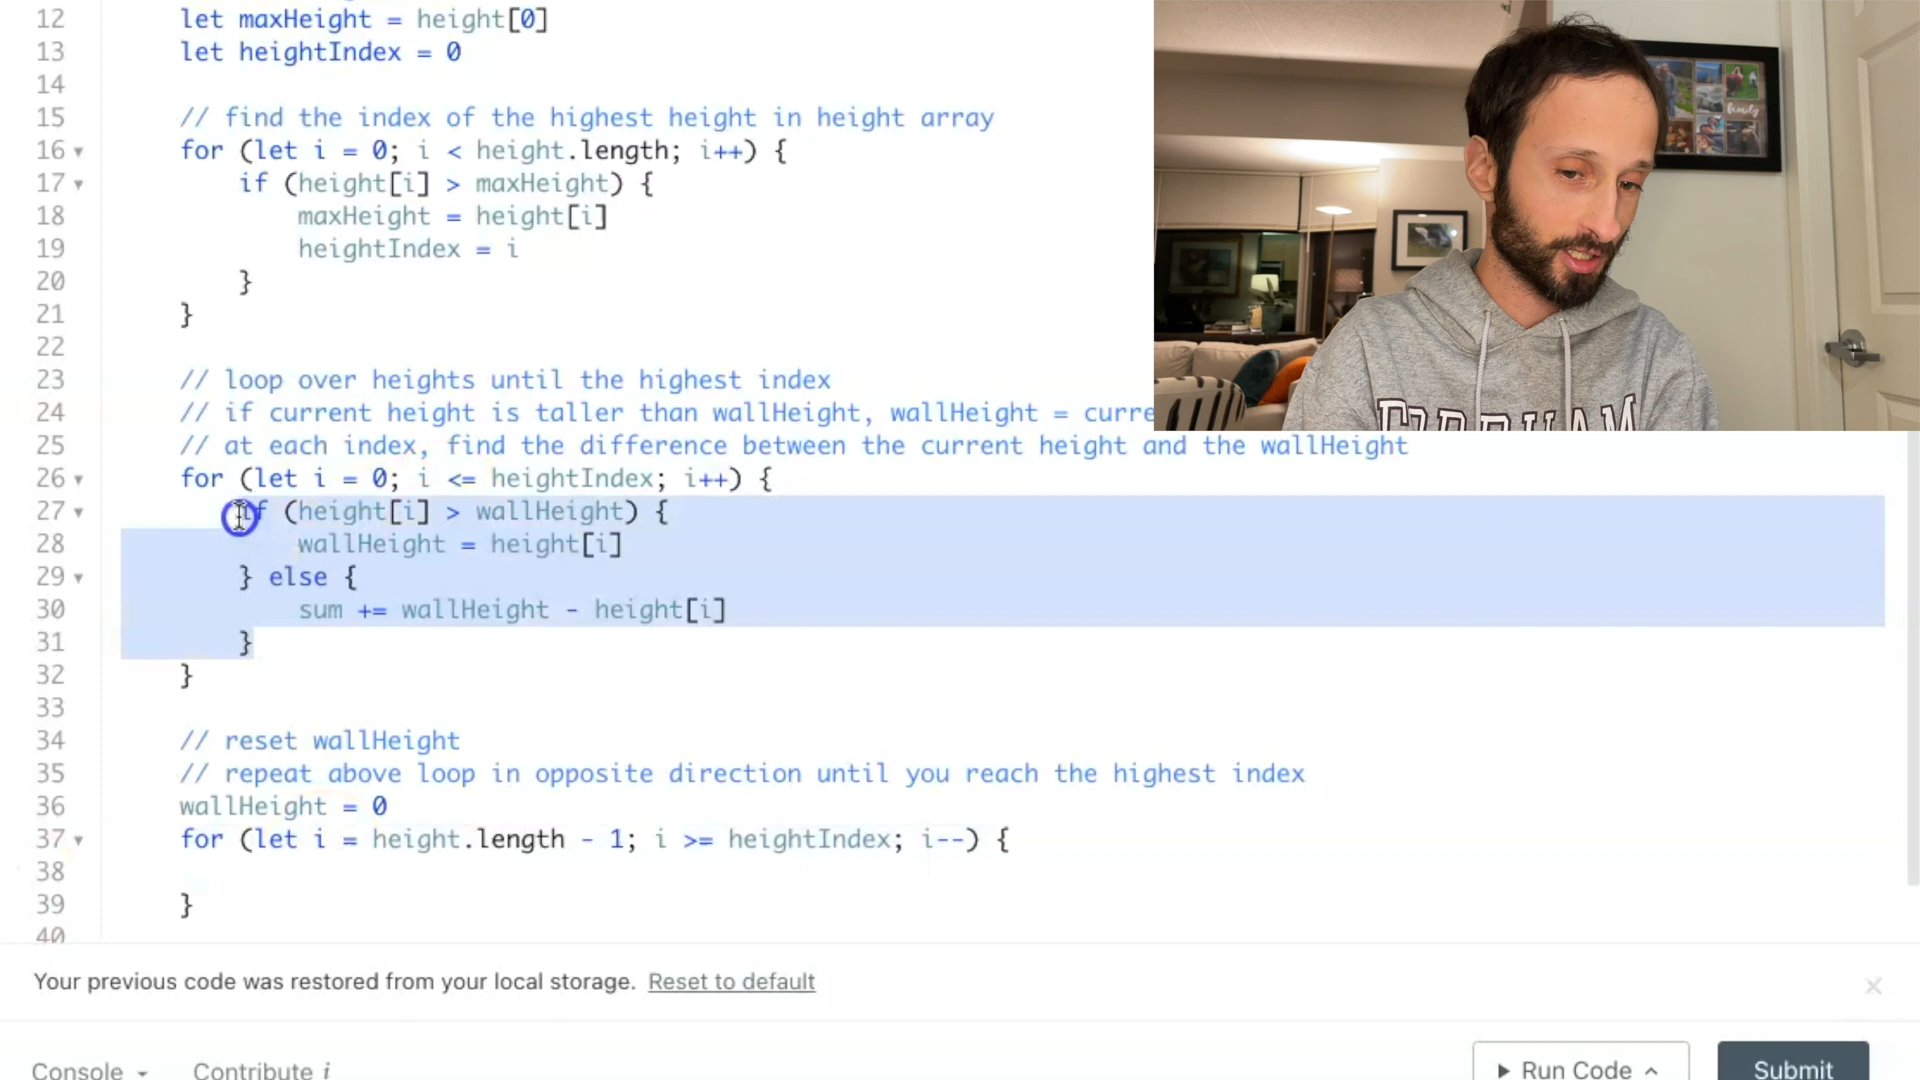 12 let maxHeight = height[0]
13 let heightIndex = 0
14
15 // find the index of the highest height in height array
16 for (let i = 0; i < height.length; i++) {
17 if (height[i] > maxHeight) {
18 maxHeight = height[i]
19 heightIndex = i
20 }
21 }
22
23 // loop over heights until the highest index
24 // if current height is taller than wallHeight, wallHeight = curre
25 // at each index, find the difference between the current height and the wallHeight
26 for (let i = 0; i <= heightIndex; i++) {
27 if (height[i] > wallHeight) {
28 wallHeight = height[i]
29 } else {
30 sum += wallHeight - height[i]
31 }
32 }
33
34 // reset wallHeight
35 // repeat above loop in opposite direction until you reach the highest index
36 wallHeight = 0
37 for (let i = height.length - 1; i >= heightIndex; i--) {
38
39 }
40
Your previous code was restored from your local storage. Reset to default
Console Contribute i Run Code Submit
family